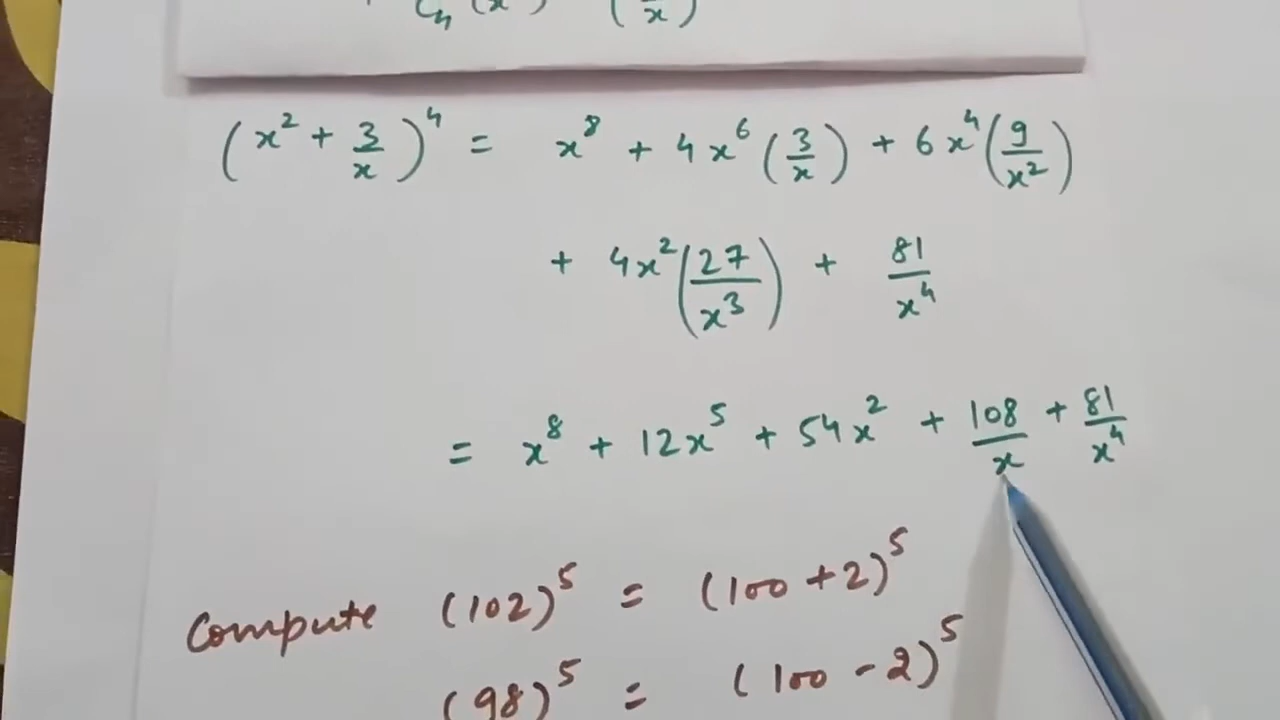 C₄ (x ) ( /x)
(x² + 3/x)⁴ = x⁸ + 4x⁶(3/x) + 6x⁴(9/x²)
+ 4x²(27/x³) + 81/x⁴
= x⁸ + 12x⁵ + 54x² + 108/x + 81/x⁴
Compute (102)⁵ = (100 + 2)⁵
(98)⁵ = (100 - 2)⁵